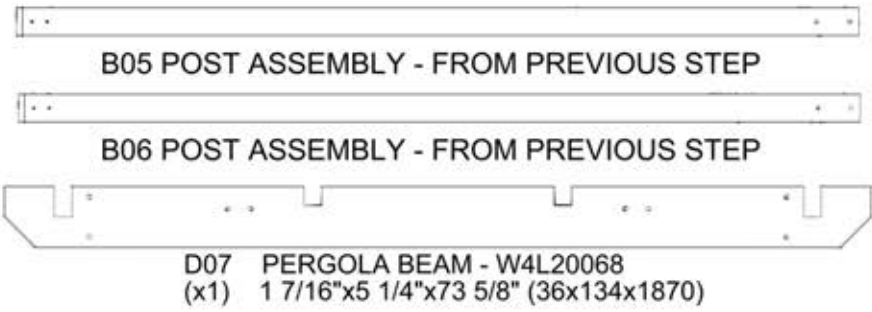 B05 POST ASSEMBLY - FROM PREVIOUS STEP
B06 POST ASSEMBLY - FROM PREVIOUS STEP
D07 PERGOLA BEAM - W4L20068
(x1) 1 7/16"x5 1/4"x73 5/8" (36x134x1870)